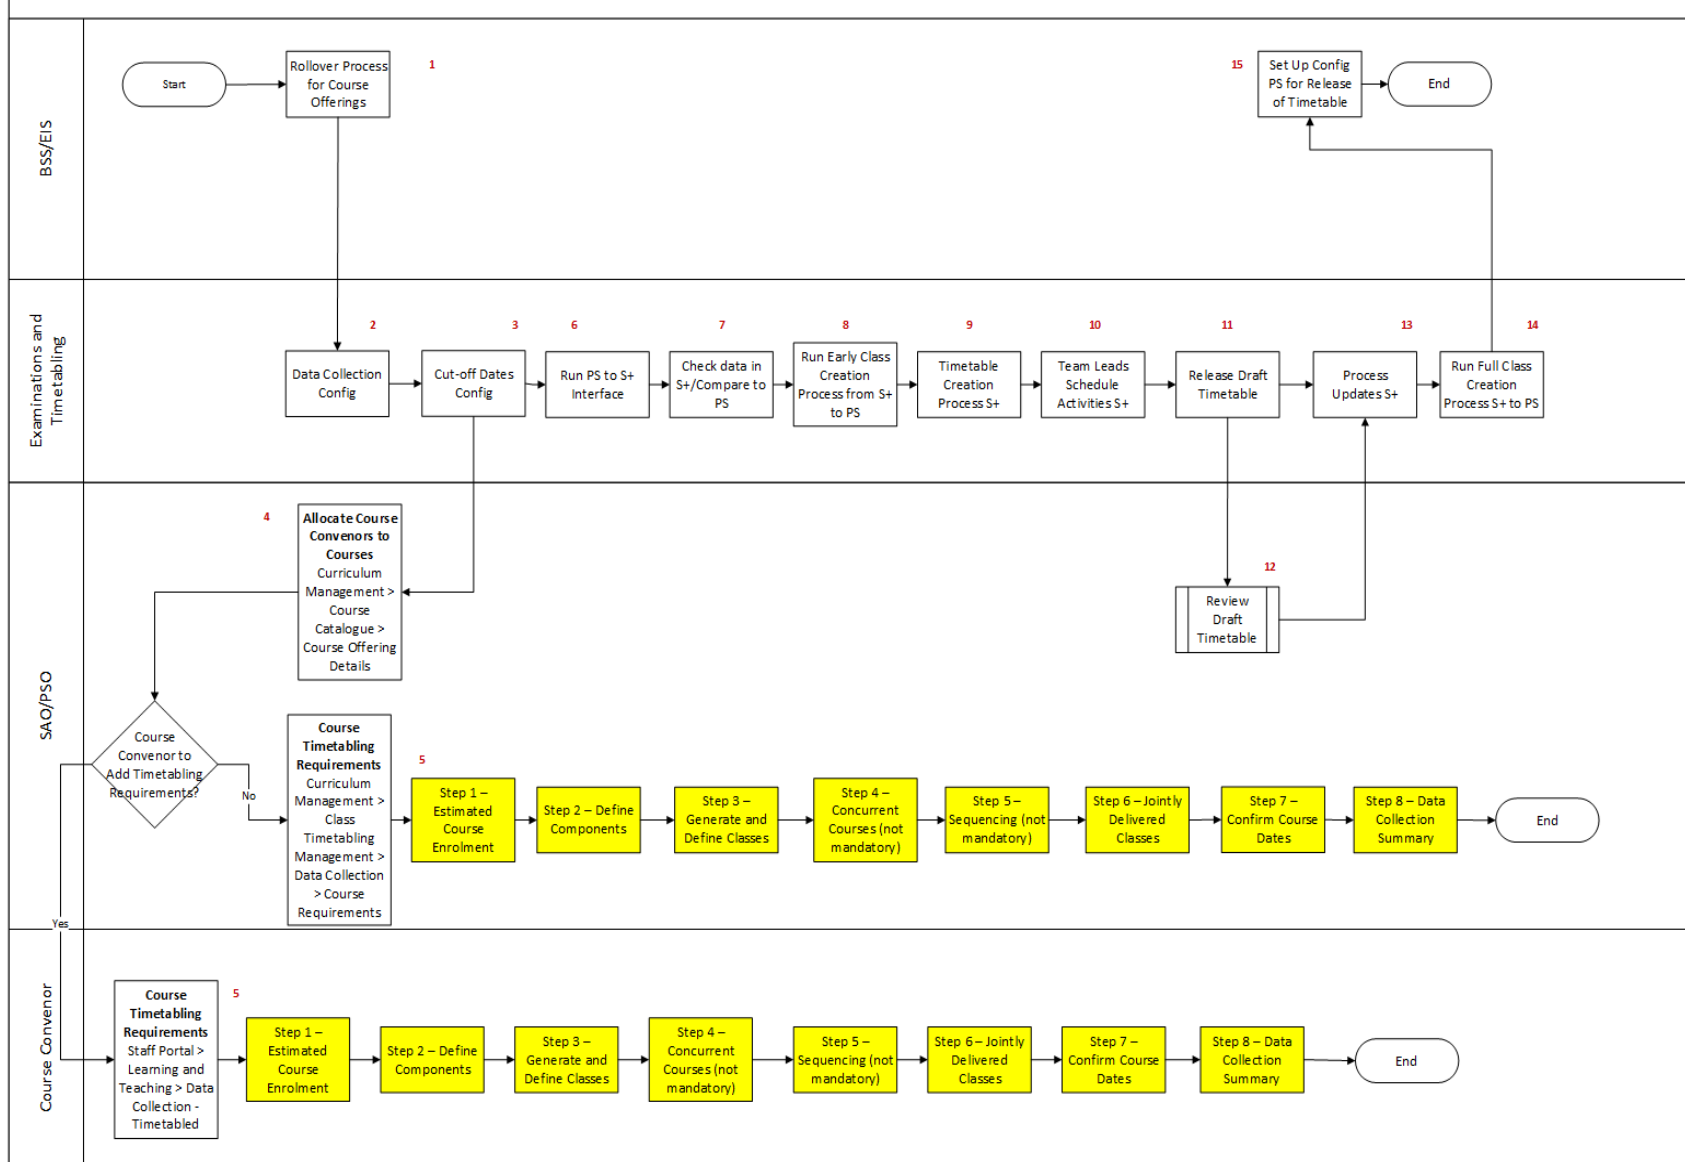 BSS/EIS
Start
Rollover Process
for Course
Offerings
1
15
Set Up Config
PS for Release
of Timetable
End
Examinations and
Timetabling
2
Data Collection
Config
3
Cut-off Dates
Config
6
Run PS to S+
Interface
7
Check data in
S+/Compare to
PS
8
Run Early Class
Creation
Process from S+
to PS
9
Timetable
Creation
Process S+
10
Team Leads
Schedule
Activities S+
11
Release Draft
Timetable
13
Process
Updates S+
14
Run Full Class
Creation
Process S+ to PS
SAO/PSO
4
Allocate Course
Convenors to
Courses
Curriculum
Management >
Course
Catalogue >
Course Offering
Details
12
Review
Draft
Timetable
Course
Convenor to
Add Timetabling
Requirements?
No
Yes
Course
Timetabling
Requirements
Curriculum
Management >
Class
Timetabling
Management >
Data Collection
> Course
Requirements
5
Step 1 –
Estimated
Course
Enrolment
Step 2 – Define
Components
Step 3 –
Generate and
Define Classes
Step 4 –
Concurrent
Courses (not
mandatory)
Step 5 –
Sequencing (not
mandatory)
Step 6 – Jointly
Delivered
Classes
Step 7 –
Confirm Course
Dates
Step 8 – Data
Collection
Summary
End
Course Convenor
Course
Timetabling
Requirements
Staff Portal >
Learning and
Teaching > Data
Collection -
Timetabled
5
Step 1 –
Estimated
Course
Enrolment
Step 2 – Define
Components
Step 3 –
Generate and
Define Classes
Step 4 –
Concurrent
Courses (not
mandatory)
Step 5 –
Sequencing (not
mandatory)
Step 6 – Jointly
Delivered
Classes
Step 7 –
Confirm Course
Dates
Step 8 – Data
Collection
Summary
End